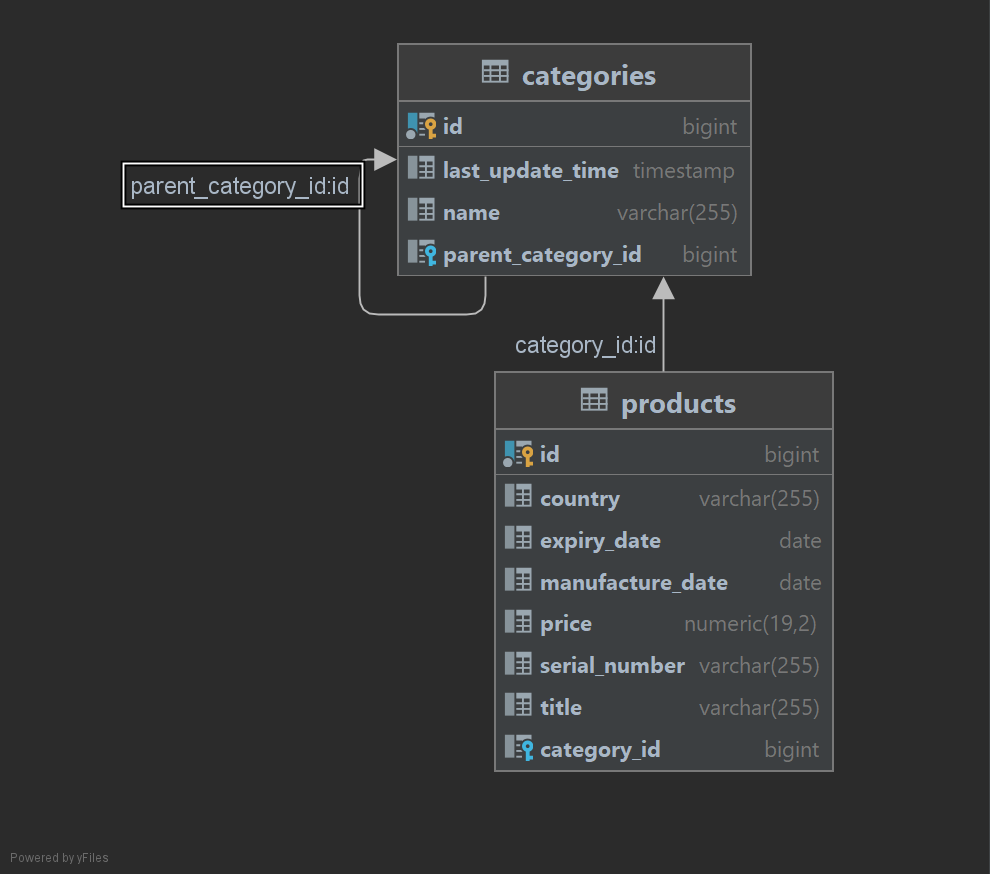 categories
id bigint
parent_category_id:id
last_update_time timestamp
name varchar(255)
parent_category_id bigint
category_id:id
products
id bigint
country varchar(255)
expiry_date date
manufacture_date date
price numeric(19,2)
serial_number varchar(255)
title varchar(255)
category_id bigint
Powered by yFiles